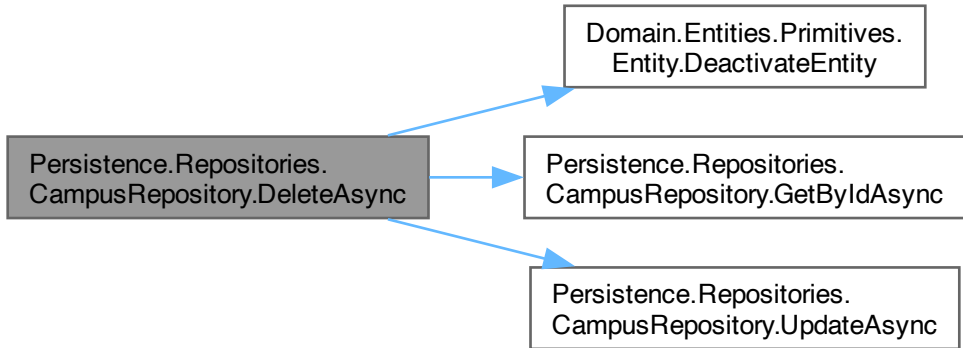 Domain.Entities.Primitives.
Entity.DeactivateEntity
Persistence.Repositories.
CampusRepository.DeleteAsync
Persistence.Repositories.
CampusRepository.GetByIdAsync
Persistence.Repositories.
CampusRepository.UpdateAsync